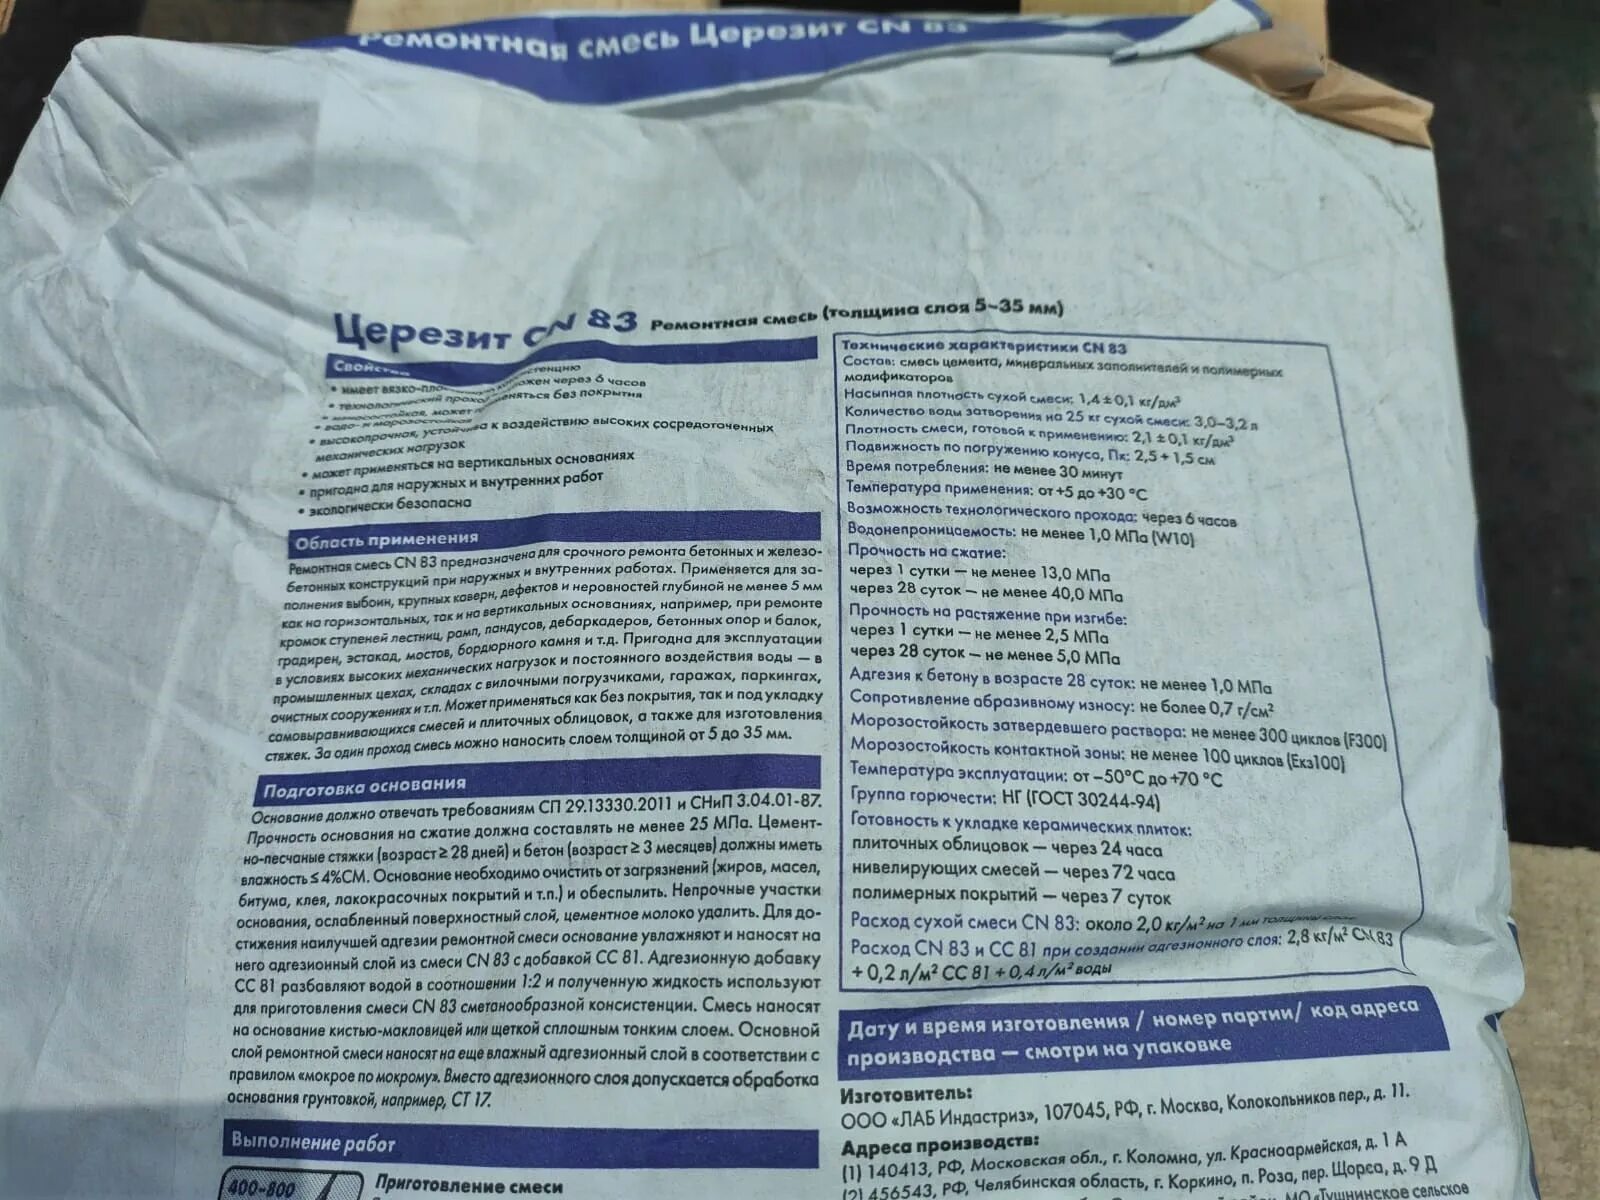 Ремонтная смесь Церезит CN 83
Церезит CN 83 Ремонтная смесь (толщина слоя 5–35 мм)
Свойства
• имеет вязко-пластичную консистенцию
• технологический проход возможен через 6 часов
• износостойкая, может применяться без покрытия
• водо- и морозостойкая
• высокопрочная, устойчива к воздействию высоких сосредоточенных
механических нагрузок
• может применяться на вертикальных основаниях
• пригодна для наружных и внутренних работ
• экологически безопасна
Область применения
Ремонтная смесь CN 83 предназначена для срочного ремонта бетонных и железо-
бетонных конструкций при наружных и внутренних работах. Применяется для за-
полнения выбоин, крупных каверн, дефектов и неровностей глубиной не менее 5 мм
как на горизонтальных, так и на вертикальных основаниях, например, при ремонте
кромок ступеней лестниц, рамп, пандусов, дебаркадеров, бетонных опор и балок,
градирен, эстакад, мостов, бордюрного камня и т.д. Пригодна для эксплуатации
в условиях высоких механических нагрузок и постоянного воздействия воды — в
промышленных цехах, складах с вилочными погрузчиками, гаражах, паркингах,
очистных сооружениях и т.п. Может применяться как без покрытия, так и под укладку
самовыравнивающихся смесей и плиточных облицовок, а также для изготовления
стяжек. За один проход смесь можно наносить слоем толщиной от 5 до 35 мм.
Подготовка основания
Основание должно отвечать требованиям СП 29.13330.2011 и СНиП 3.04.01-87.
Прочность основания на сжатие должна составлять не менее 25 МПа. Цемент-
но-песчаные стяжки (возраст ≥ 28 дней) и бетон (возраст ≥ 3 месяцев) должны иметь
влажность ≤ 4%СМ. Основание необходимо очистить от загрязнений (жиров, масел,
битума, клея, лакокрасочных покрытий и т.п.) и обеспылить. Непрочные участки
основания, ослабленный поверхностный слой, цементное молоко удалить. Для до-
стижения наилучшей адгезии ремонтной смеси основание увлажняют и наносят на
него адгезионный слой из смеси CN 83 с добавкой СС 81. Адгезионную добавку
СС 81 разбавляют водой в соотношении 1:2 и полученную жидкость используют
для приготовления смеси CN 83 сметанообразной консистенции. Смесь наносят
на основание кистью-макловицей или щеткой сплошным тонким слоем. Основной
слой ремонтной смеси наносят на еще влажный адгезионный слой в соответствии с
правилом «мокрое по мокрому». Вместо адгезионного слоя допускается обработка
основания грунтовкой, например, СТ 17.
Выполнение работ
400-800
Приготовление смеси
Технические характеристики CN 83
Состав: смесь цемента, минеральных заполнителей и полимерных
модификаторов
Насыпная плотность сухой смеси: 1,4 ± 0,1 кг/дм³
Количество воды затворения на 25 кг сухой смеси: 3,0–3,2 л
Плотность смеси, готовой к применению: 2,1 ± 0,1 кг/дм³
Подвижность по погружению конуса, Пк: 2,5 + 1,5 см
Время потребления: не менее 30 минут
Температура применения: от +5 до +30 °С
Возможность технологического прохода: через 6 часов
Водонепроницаемость: не менее 1,0 МПа (W10)
Прочность на сжатие:
через 1 сутки — не менее 13,0 МПа
через 28 суток — не менее 40,0 МПа
Прочность на растяжение при изгибе:
через 1 сутки — не менее 2,5 МПа
через 28 суток — не менее 5,0 МПа
Адгезия к бетону в возрасте 28 суток: не менее 1,0 МПа
Сопротивление абразивному износу: не более 0,7 г/см²
Морозостойкость затвердевшего раствора: не менее 300 циклов (F300)
Морозостойкость контактной зоны: не менее 100 циклов (Екз100)
Температура эксплуатации: от –50°С до +70 °С
Группа горючести: НГ (ГОСТ 30244-94)
Готовность к укладке керамических плиток:
плиточных облицовок — через 24 часа
нивелирующих смесей — через 72 часа
полимерных покрытий — через 7 суток
Расход сухой смеси CN 83: около 2,0 кг/м² на 1 мм толщины слоя
Расход CN 83 и СС 81 при создании адгезионного слоя: 2,8 кг/м² CN 83
+ 0,2 л/м² СС 81 + 0,4 л/м² воды
Дату и время изготовления / номер партии/ код адреса
производства — смотри на упаковке
Изготовитель:
ООО «ЛАБ Индастриз», 107045, РФ, г. Москва, Колокольников пер., д. 11.
Адреса производств:
(1) 140413, РФ, Московская обл., г. Коломна, ул. Красноармейская, д. 1 А
(2) 456543, РФ, Челябинская область, г. Коркино, п. Роза, пер. Щорса, д. 9 Д
МО «Тушнинское сельское